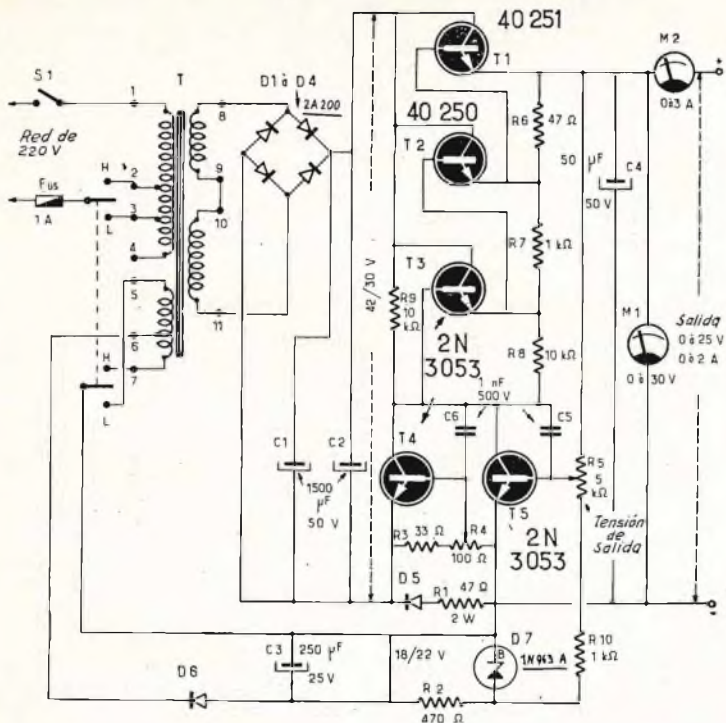 40 251
S1
1
T
D1 à D4
2A 200
8
T1
M2
+
0 à 3 A
Red de
220 V
40 250
R6
47 Ω
50
µF
C4
50 V
H
2
9
T2
Fus
1 A
3
L
10
4
5
R7
1 kΩ
42/30 V
T3
R9
10
kΩ
M1
Salida
0 à 25 V
0 à 2 A
6
11
2N
3053
R8
10 kΩ
0 à 30 V
H
7
1 nF
500 V
L
C6
C5
T4
C1
C2
R5
5
kΩ
1500
µF
50 V
T5
R3
33 Ω
R4
100 Ω
2N
3053
Tensión
de
Salida
D5
R1
47 Ω
2 W
-
C3
250
µF
25 V
18/22 V
D7
B
1N963 A
R10
1 kΩ
D6
R2
470 Ω